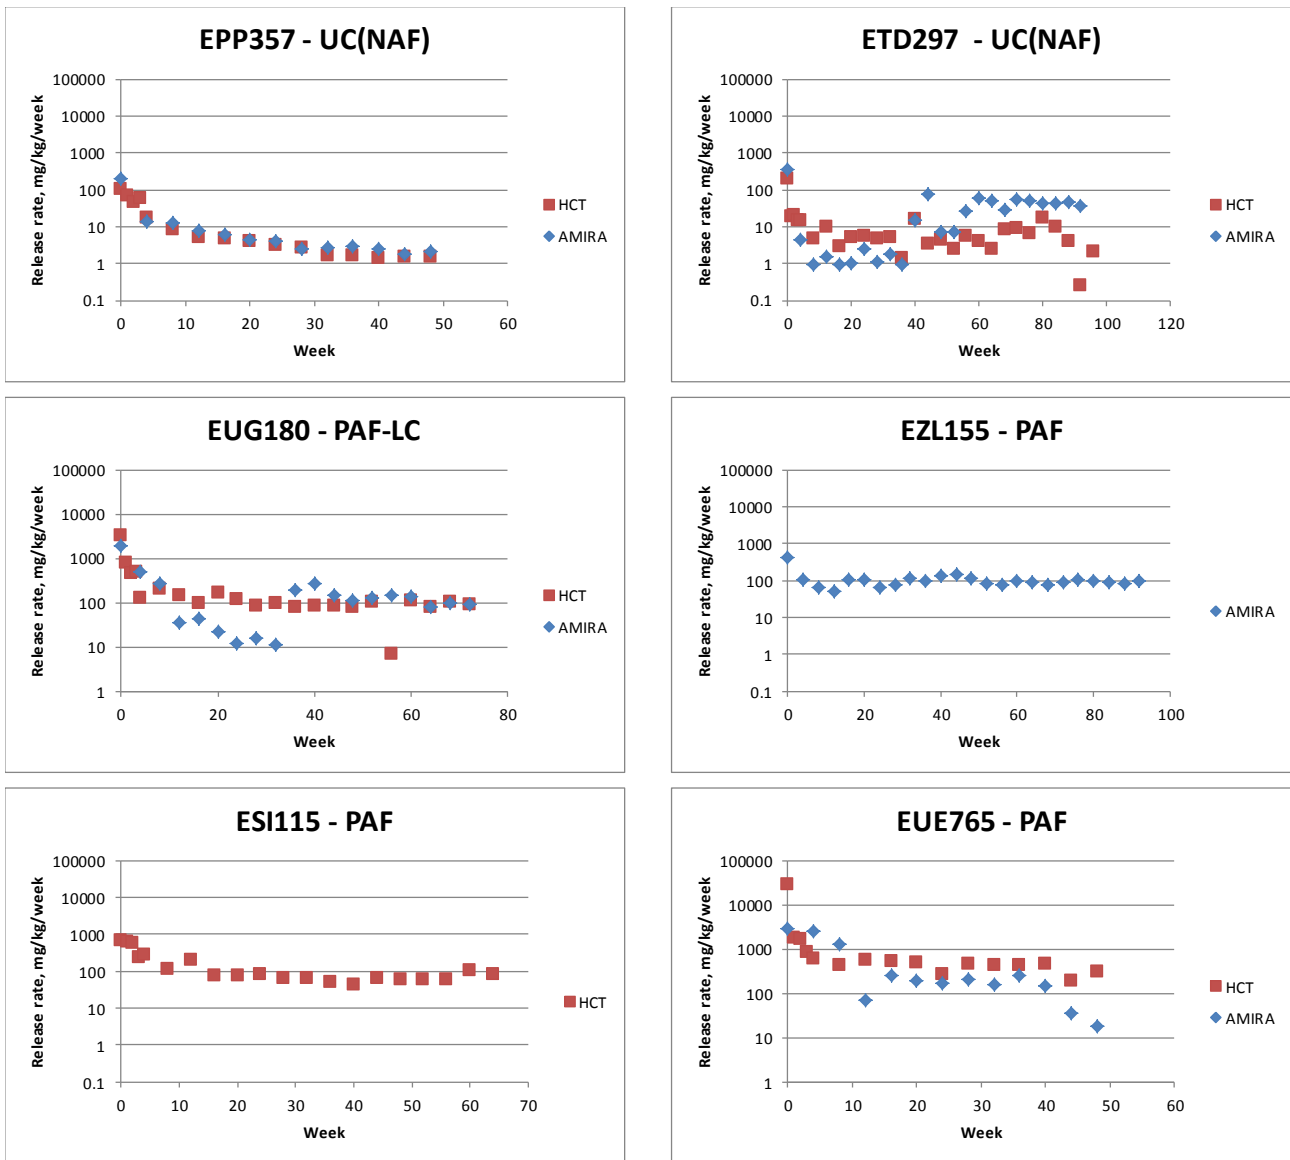 EPP357 - UC(NAF)
Release rate, mg/kg/week
100000
10000
1000
100
10
1
0.1
0 10 20 30 40 50 60
Week
HCT
AMIRA
ETD297 - UC(NAF)
Release rate, mg/kg/week
100000
10000
1000
100
10
1
0.1
0 20 40 60 80 100 120
Week
HCT
AMIRA
EUG180 - PAF-LC
Release rate, mg/kg/week
100000
10000
1000
100
10
1
0 20 40 60 80
Week
HCT
AMIRA
EZL155 - PAF
Release rate, mg/kg/week
100000
10000
1000
100
10
1
0.1
0 20 40 60 80 100
Week
AMIRA
ESI115 - PAF
Release rate, mg/kg/week
100000
10000
1000
100
10
1
0.1
0 10 20 30 40 50 60 70
Week
HCT
EUE765 - PAF
Release rate, mg/kg/week
100000
10000
1000
100
10
1
0 10 20 30 40 50 60
Week
HCT
AMIRA